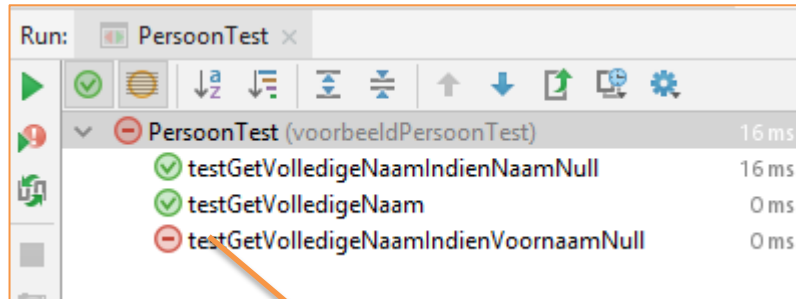 Run: PersoonTest
PersoonTest (voorbeeldPersoonTest) 16 ms
testGetVolledigeNaamIndienNaamNull 16 ms
testGetVolledigeNaam 0 ms
testGetVolledigeNaamIndienVoornaamNull 0 ms